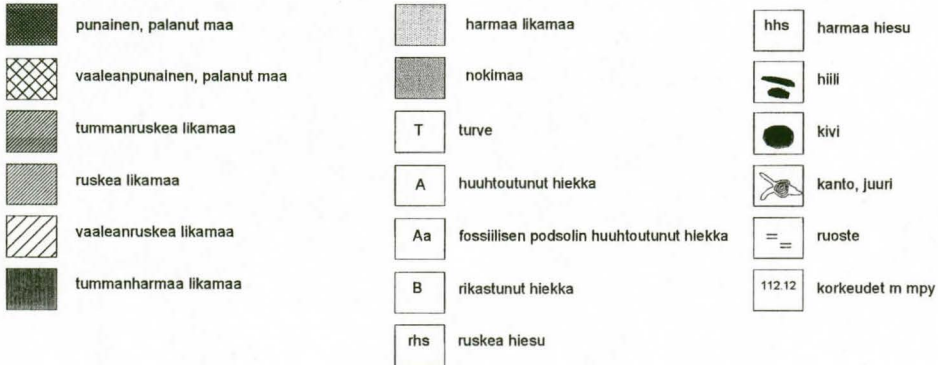 punainen, palanut maa
vaaleanpunainen, palanut maa
tummanruskea likamaa
ruskea likamaa
vaaleanruskea likamaa
tummanharmaa likamaa
harmaa likamaa
nokimaa
T turve
A huuhtoutunut hiekka
Aa fossiilisen podsolin huuhtoutunut hiekka
B rikastunut hiekka
rhs ruskea hiesu
hhs harmaa hiesu
hiili
kivi
kanto, juuri
ruoste
112.12 korkeudet m mpy